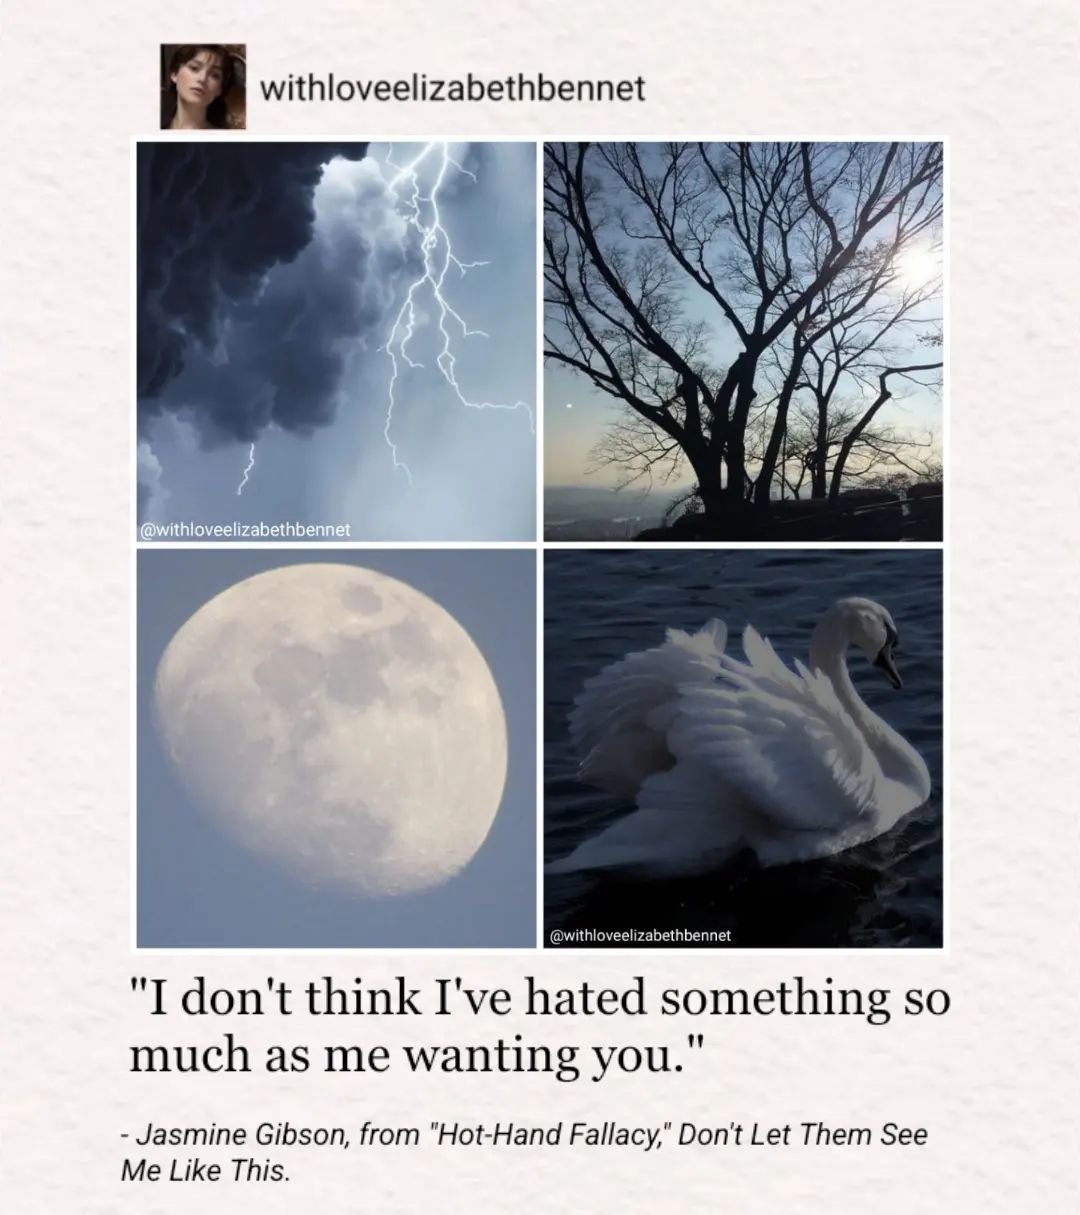 withloveelizabethbennet
@withloveelizabethbennet
@withloveelizabethbennet
"I don't think I've hated something so
much as me wanting you."
- Jasmine Gibson, from "Hot-Hand Fallacy," Don't Let Them See
Me Like This.